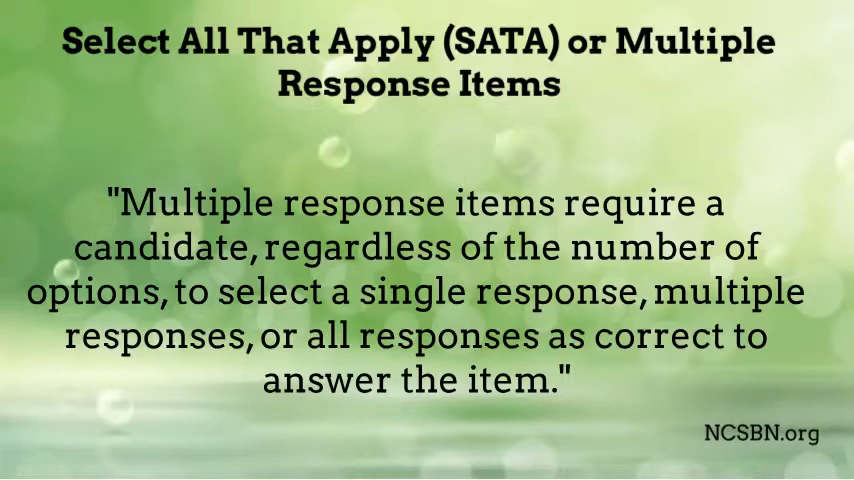 Select All That Apply (SATA) or Multiple
Response Items
"Multiple response items require a
candidate, regardless of the number of
options, to select a single response, multiple
responses, or all responses as correct to
answer the item."
NCSBN.org